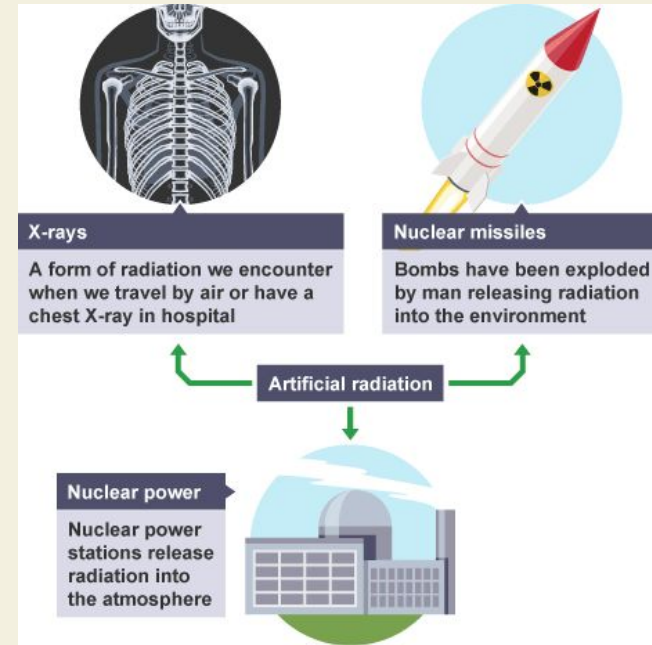 X-rays
A form of radiation we encounter
when we travel by air or have a
chest X-ray in hospital
Nuclear missiles
Bombs have been exploded
by man releasing radiation
into the environment
Artificial radiation
Nuclear power
Nuclear power
stations release
radiation into
the atmosphere